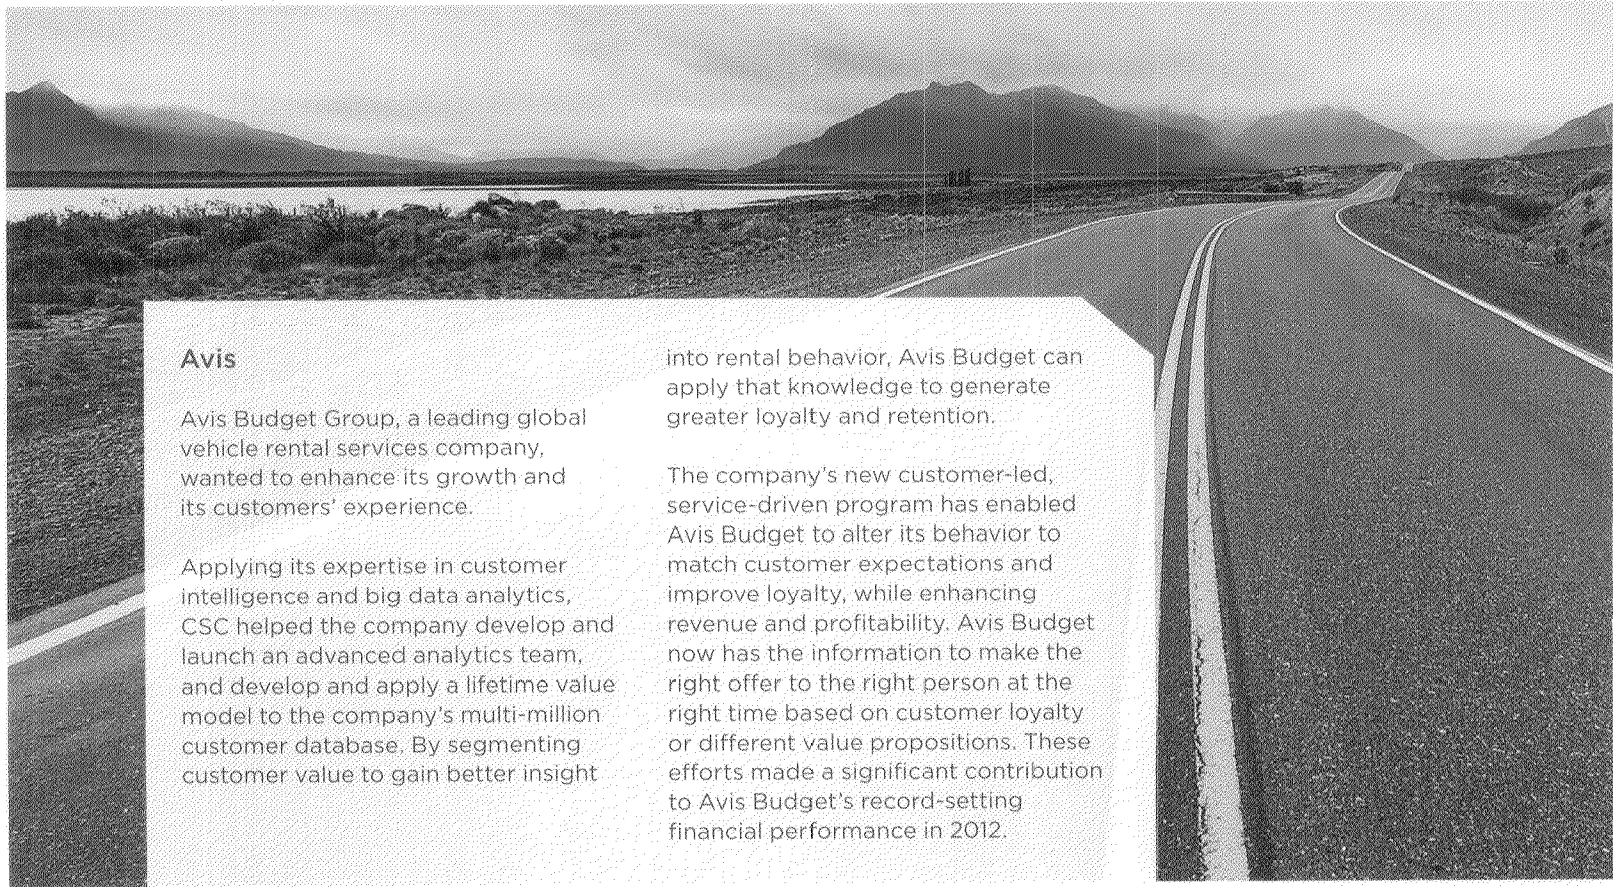 Avis
Avis Budget Group, a leading global
vehicle rental services company,
wanted to enhance its growth and
its customers' experience.
Applying its expertise in customer
intelligence and big data analytics,
CSC helped the company develop and
launch an advanced analytics team,
and develop and apply a lifetime value
model to the company's multi-million
customer database. By segmenting
customer value to gain better insight
into rental behavior, Avis Budget can
apply that knowledge to generate
greater loyalty and retention.
The company's new customer-led,
service-driven program has enabled
Avis Budget to alter its behavior to
match customer expectations and
improve loyalty, while enhancing
revenue and profitability. Avis Budget
now has the information to make the
right offer to the right person at the
right time based on customer loyalty
or different value propositions. These
efforts made a significant contribution
to Avis Budget's record-setting
financial performance in 2012.